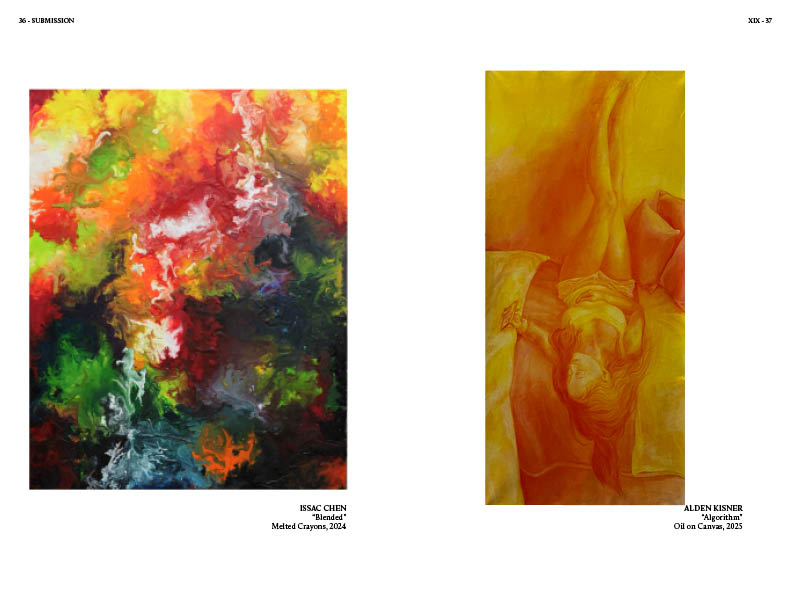 36 - SUBMISSION
XIX - 37
ISSAC CHEN
"Blended"
Melted Crayons, 2024
ALDEN KISNER
"Algorithm"
Oil on Canvas, 2025